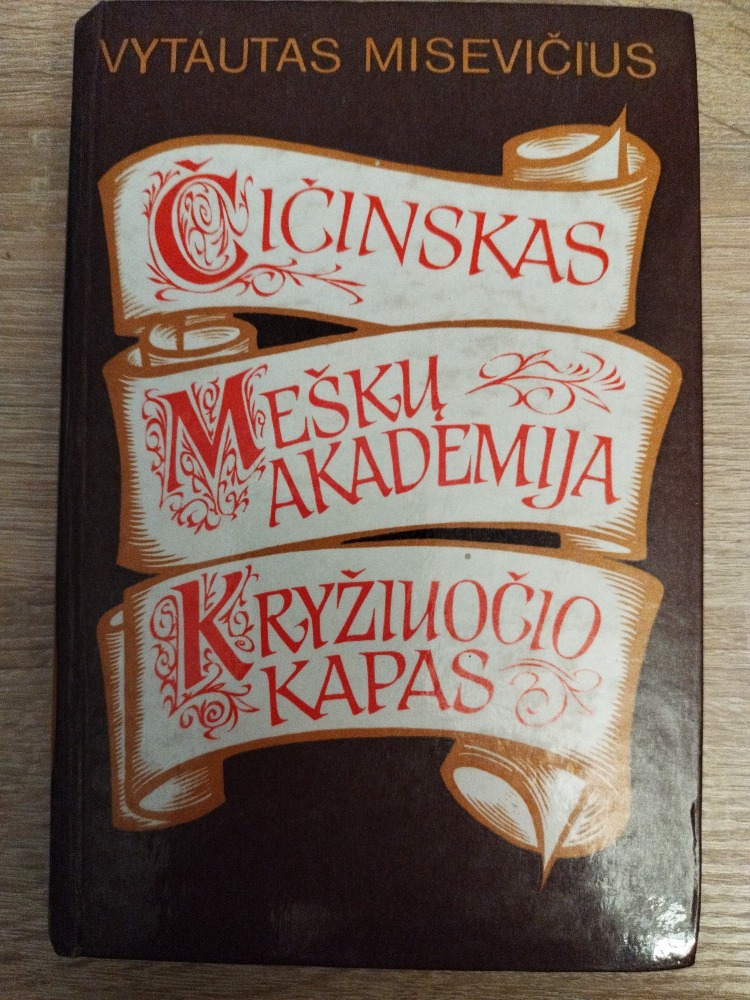 VYTAUTAS MISEVIČIUS
ČIČINSKAS
MEŠKŲ
AKADEMIJA
KRYŽIUOČIO
KAPAS